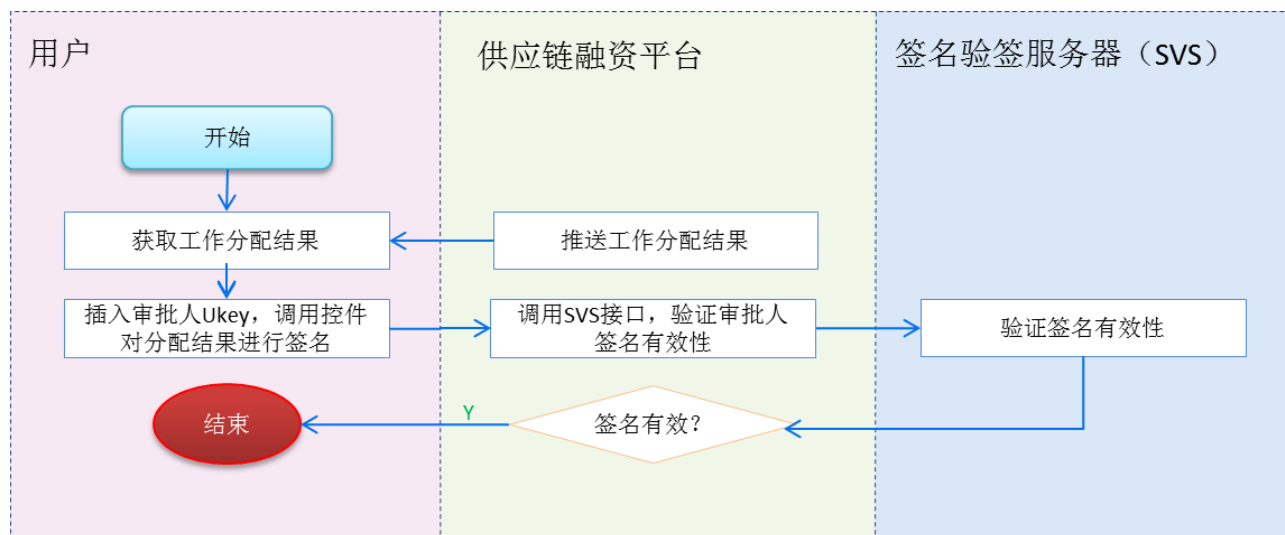 用户
供应链融资平台
签名验签服务器（SVS）
开始
获取工作分配结果
推送工作分配结果
插入审批人Ukey，调用控件
对分配结果进行签名
调用SVS接口，验证审批人
签名有效性
验证签名有效性
结束
Y
签名有效？